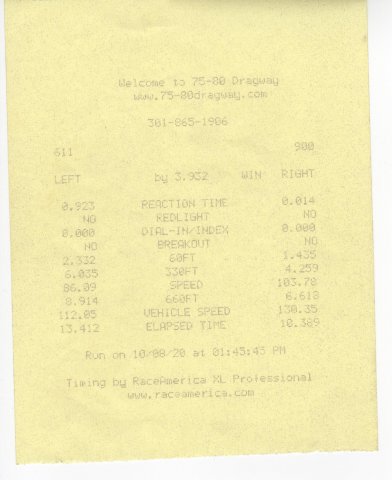 Welcome to 75-80 Dragway
www.75-80dragway.com
301-865-1906
611 900
LEFT by 3.932 WIN RIGHT
0.923 REACTION TIME 0.014
NO REDLIGHT NO
0.000 DIAL-IN/INDEX 0.000
NO BREAKOUT NO
2.332 60FT 1.435
6.035 330FT 4.259
86.09 SPEED 103.78
8.914 660FT 6.618
112.05 VEHICLE SPEED 130.35
13.412 ELAPSED TIME 10.389
Run on 10/08/20 at 01:43:43 PM
Timing by RaceAmerica XL Professional
www.raceamerica.com